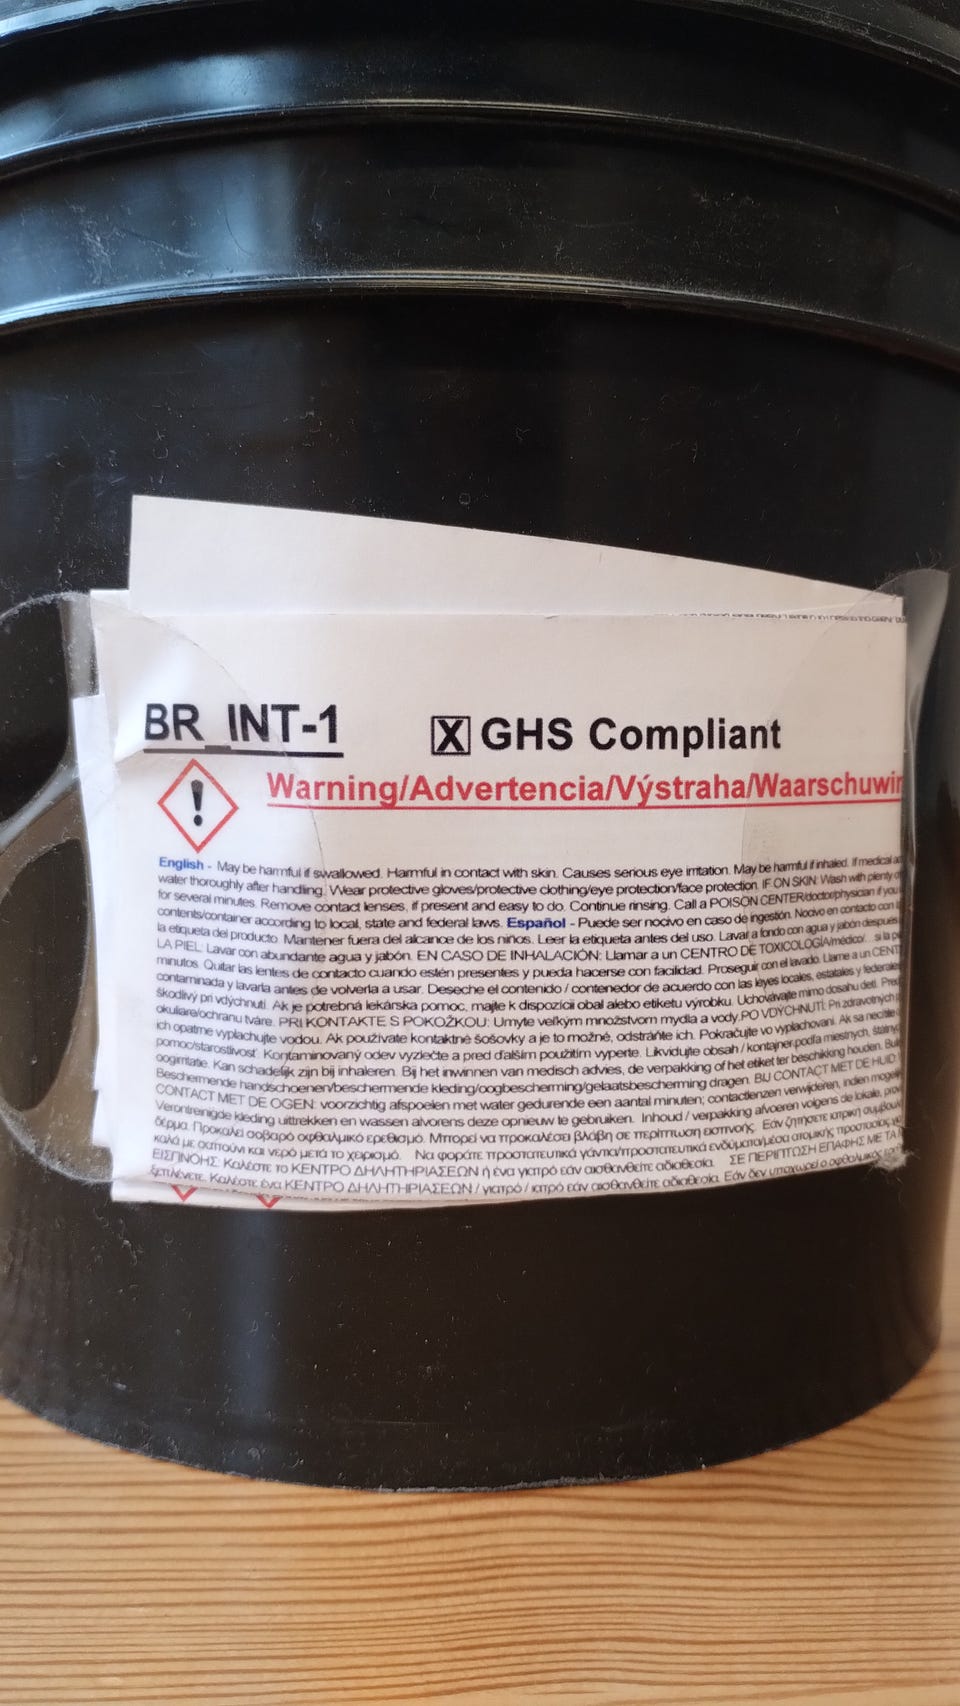 BR_INT-1
X GHS Compliant
Warning/Advertencia/Výstraha/Waarschuwin
English - May be harmful if swallowed. Harmful in contact with skin. Causes serious eye irritation. May be harmful if inhaled. If medical
water thoroughly after handling. Wear protective gloves/protective clothing/eye protection/face protection. IF ON SKIN: Wash with plenty
for several minutes. Remove contact lenses, if present and easy to do. Continue rinsing. Call a POISON CENTER/doctor/physician if you
contents/container according to local, state and federal laws. Español - Puede ser nocivo en caso de ingestión. Nocivo en contacto con
la etiqueta del producto. Mantener fuera del alcance de los niños. Leer la etiqueta antes del uso. Lavar a fondo con agua y jabón después
LA PIEL: Lavar con abundante agua y jabón. EN CASO DE INHALACIÓN: Llamar a un CENTRO DE TOXICOLOGÍA/médico/ si la
minutos. Quitar las lentes de contacto cuando estén presentes y pueda hacerse con facilidad. Proseguir con el lavado. Llame a un
contaminada y lavarla antes de volverla a usar. Deseche el contenido / contenedor de acuerdo con las leyes locales, estatales y federales
škodlivý pri vdýchnutí. Ak je potrebná lekárska pomoc, majte k dispozícii obal alebo etiketu výrobku. Uchovávajte mimo dosahu detí.
okuliare/ochranu tváre. PRI KONTAKTE S POKOŽKOU: Umyte veľkým množstvom mydla a vody.PO VDÝCHNUTÍ: Pri zdravotných
ich opatrne vyplachujte vodou. Ak používate kontaktné šošovky a je to možné, odstráňte ich. Pokračujte vo vyplachovaní. Ak sa necítite
pomoc/starostlivosť. Kontaminovaný odev vyzlečte a pred ďalším použitím vyperte. Likvidujte obsah / kontajner podľa miestnych,
oogirritatie. Kan schadelijk zijn bij inhaleren. Bij het inwinnen van medisch advies, de verpakking of het etiket ter beschikking houden.
Beschermende handschoenen/beschermende kleding/oogbescherming/gelaatsbescherming dragen. BIJ CONTACT MET DE HUID:
CONTACT MET DE OGEN: voorzichtig afspoelen met water gedurende een aantal minuten; contactlenzen verwijderen, indien mogelijk
Verontreinigde kleding uittrekken en wassen alvorens deze opnieuw te gebruiken. Inhoud / verpakking afvoeren volgens de lokale,
δέρμα. Προκαλεί σοβαρό οφθαλμικό ερεθισμό. Μπορεί να προκαλέσει βλάβη σε περίπτωση εισπνοής. Εάν ζητήσετε ιατρική
καλά με σαπούνι και νερό μετά το χειρισμό. Να φοράτε προστατευτικά γάντια/προστατευτικά ενδύματα/μέσα ατομικής προστασίας
ΕΙΣΠΝΟΗΣ: Καλέστε το ΚΕΝΤΡΟ ΔΗΛΗΤΗΡΙΑΣΕΩΝ ή ένα γιατρό εάν αισθανθείτε αδιαθεσία. ΣΕ ΠΕΡΙΠΤΩΣΗ ΕΠΑΦΗΣ ΜΕ ΤΑ
ξεπλένετε. Καλέστε ένα ΚΕΝΤΡΟ ΔΗΛΗΤΗΡΙΑΣΕΩΝ / γιατρό / ιατρό εάν αισθανθείτε αδιαθεσία. Εάν δεν υποχωρεί ο οφθαλμικός